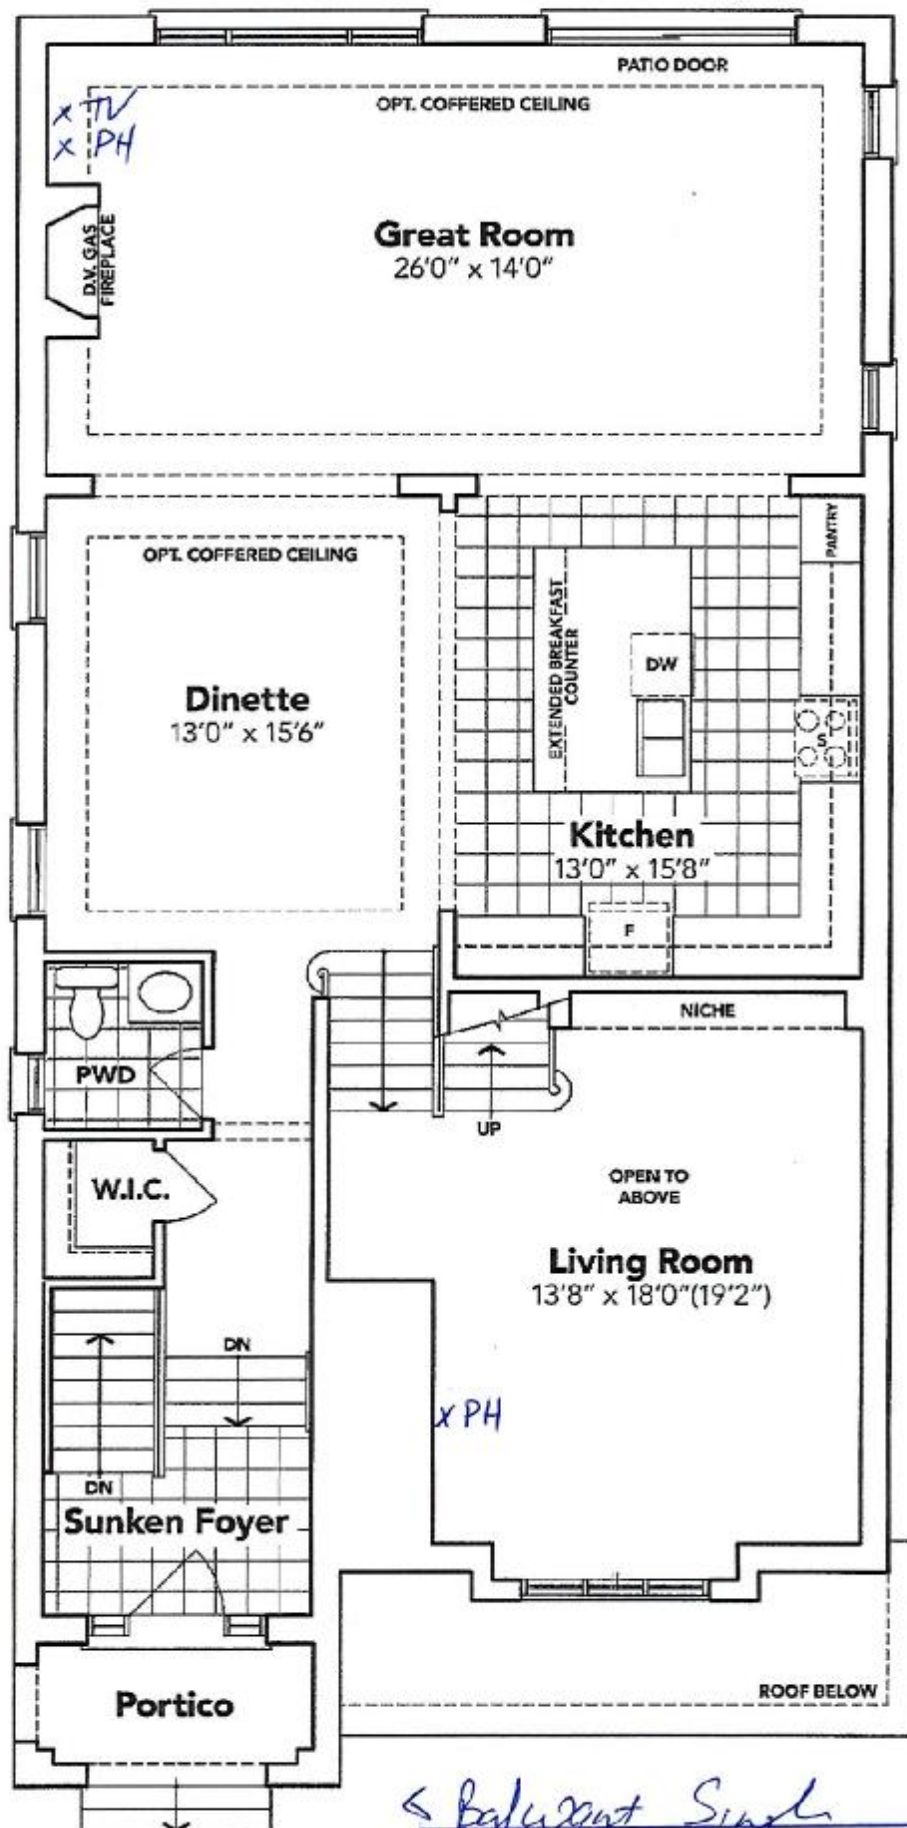 PATIO DOOR
OPT. COFFERED CEILING
x TV
x PH
D.V. GAS
FIREPLACE
Great Room
26'0" x 14'0"
OPT. COFFERED CEILING
PANTRY
EXTENDED BREAKFAST
COUNTER
DW
Dinette
13'0" x 15'6"
S
Kitchen
13'0" x 15'8"
F
NICHE
PWD
UP
W.I.C.
OPEN TO
ABOVE
Living Room
13'8" x 18'0"(19'2")
DN
x PH
DN
Sunken Foyer
Portico
ROOF BELOW
Balwant Singh